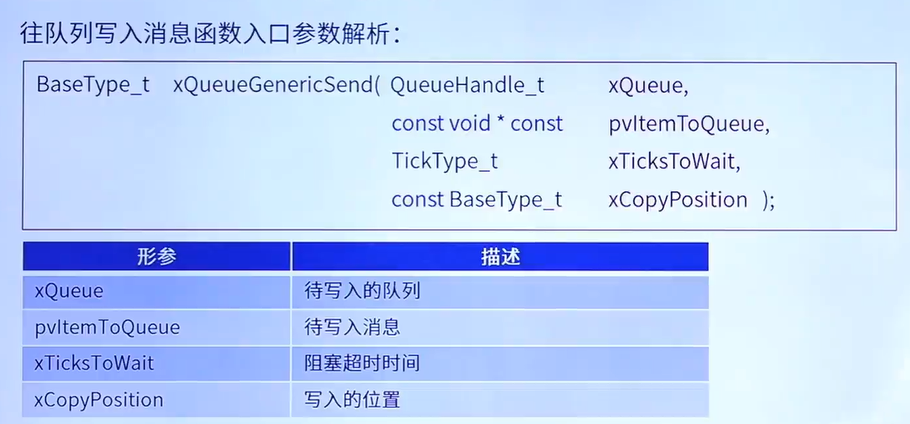 往队列写入消息函数入口参数解析：
BaseType_t xQueueGenericSend( QueueHandle_t xQueue,
const void * const pvItemToQueue,
TickType_t xTicksToWait,
const BaseType_t xCopyPosition );
形参 描述
xQueue 待写入的队列
pvItemToQueue 待写入消息
xTicksToWait 阻塞超时时间
xCopyPosition 写入的位置